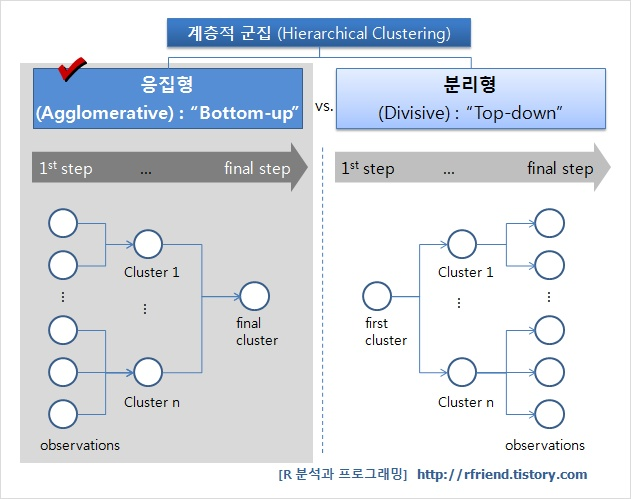 계층적 군집 (Hierarchical Clustering)
응집형
(Agglomerative) : “Bottom-up”
vs.
분리형
(Divisive) : “Top-down”
1st step ... final step
1st step ... final step
Cluster 1
...
...
final
cluster
Cluster n
observations
Cluster 1
...
...
first
cluster
Cluster n
observations
[R 분석과 프로그래밍] http://rfriend.tistory.com